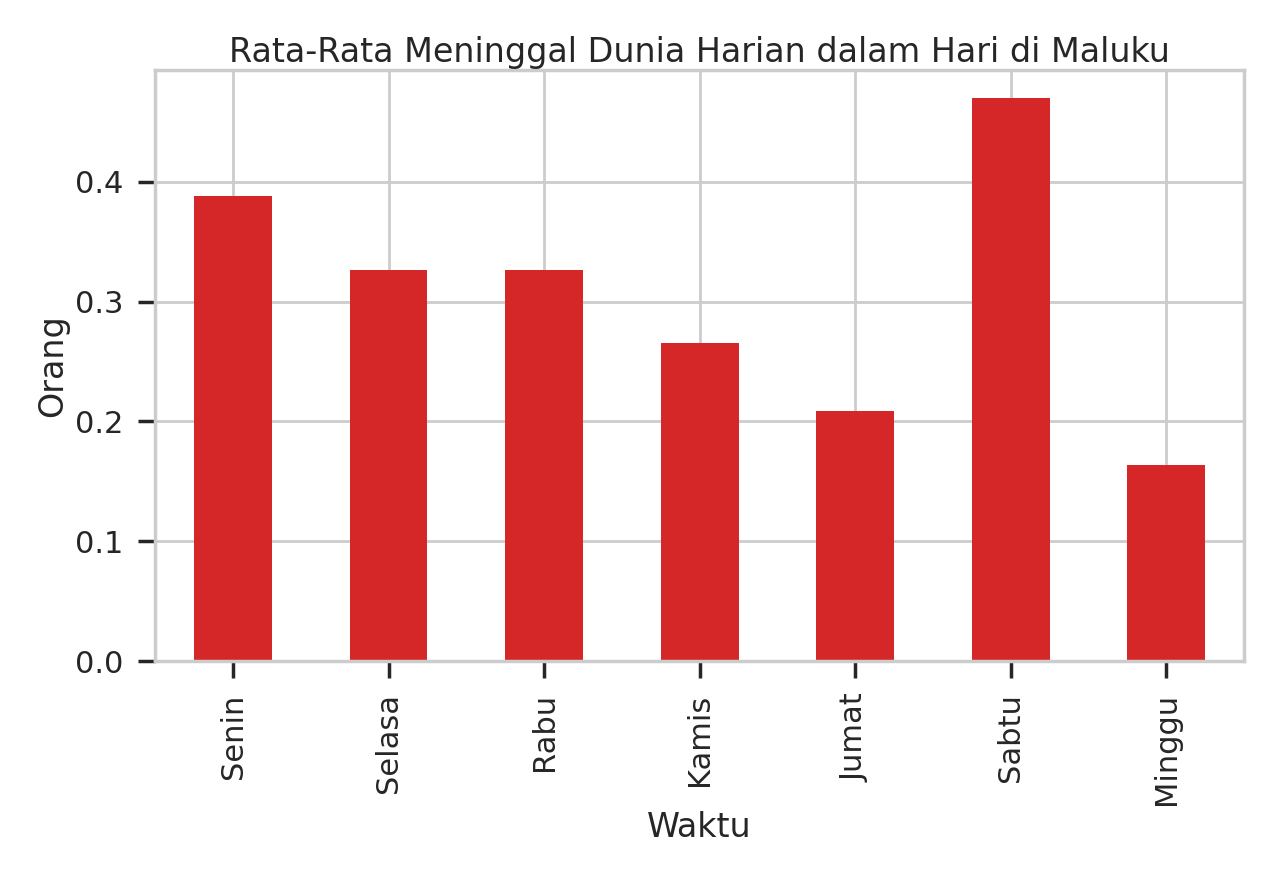 Rata-Rata Meninggal Dunia Harian dalam Hari di Maluku
Orang
0.4
0.3
0.2
0.1
0.0
Senin
Selasa
Rabu
Kamis
Jumat
Sabtu
Minggu
Waktu